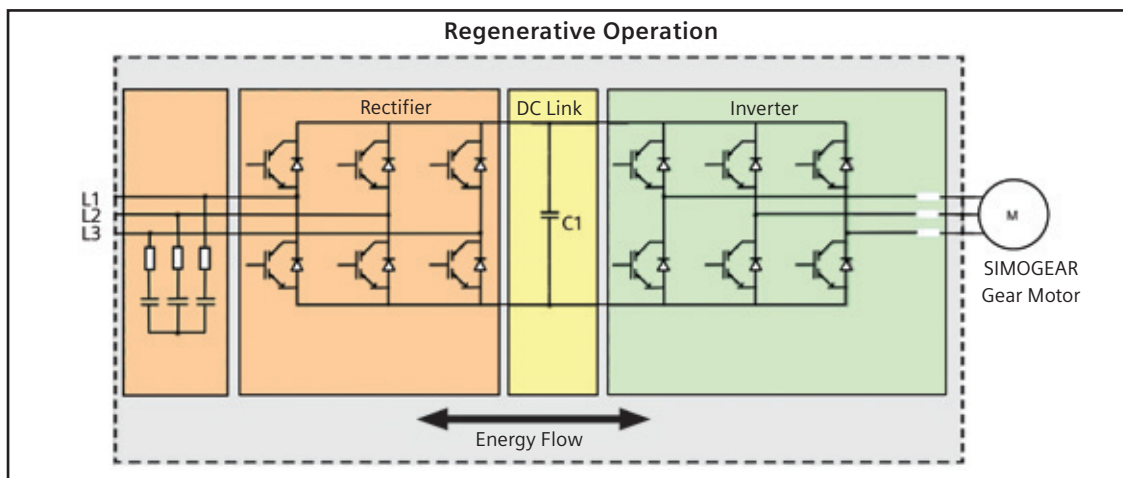 Regenerative Operation
Rectifier
DC Link
Inverter
L1
L2
L3
C1
M
SIMOGEAR
Gear Motor
Energy Flow